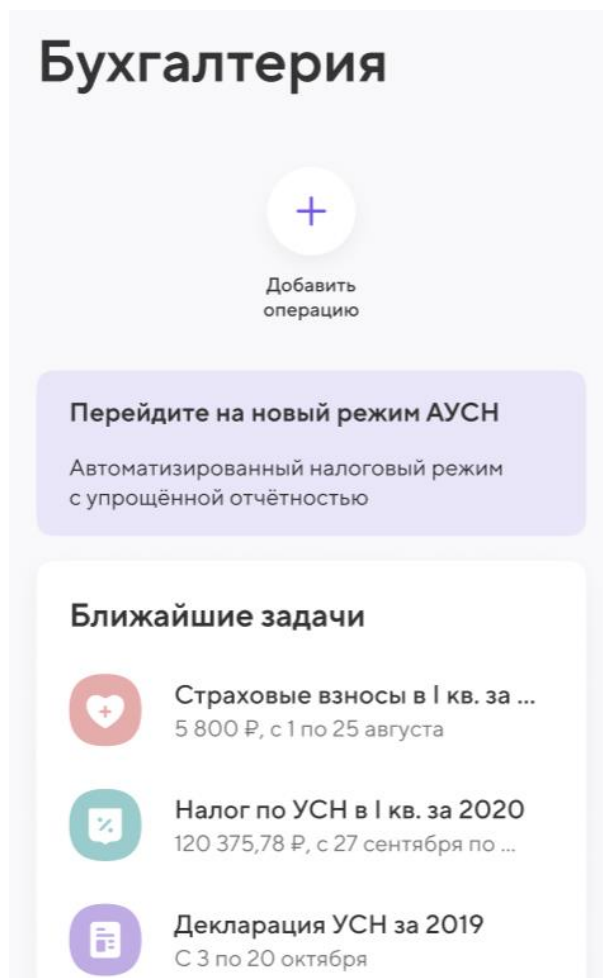 Бухгалтерия
Добавить
операцию
Перейдите на новый режим АУСН
Автоматизированный налоговый режим
с упрощённой отчётностью
Ближайшие задачи
Страховые взносы в I кв. за ...
5 800 ₽, с 1 по 25 августа
Налог по УСН в I кв. за 2020
120 375,78 ₽, с 27 сентября по ...
Декларация УСН за 2019
С 3 по 20 октября